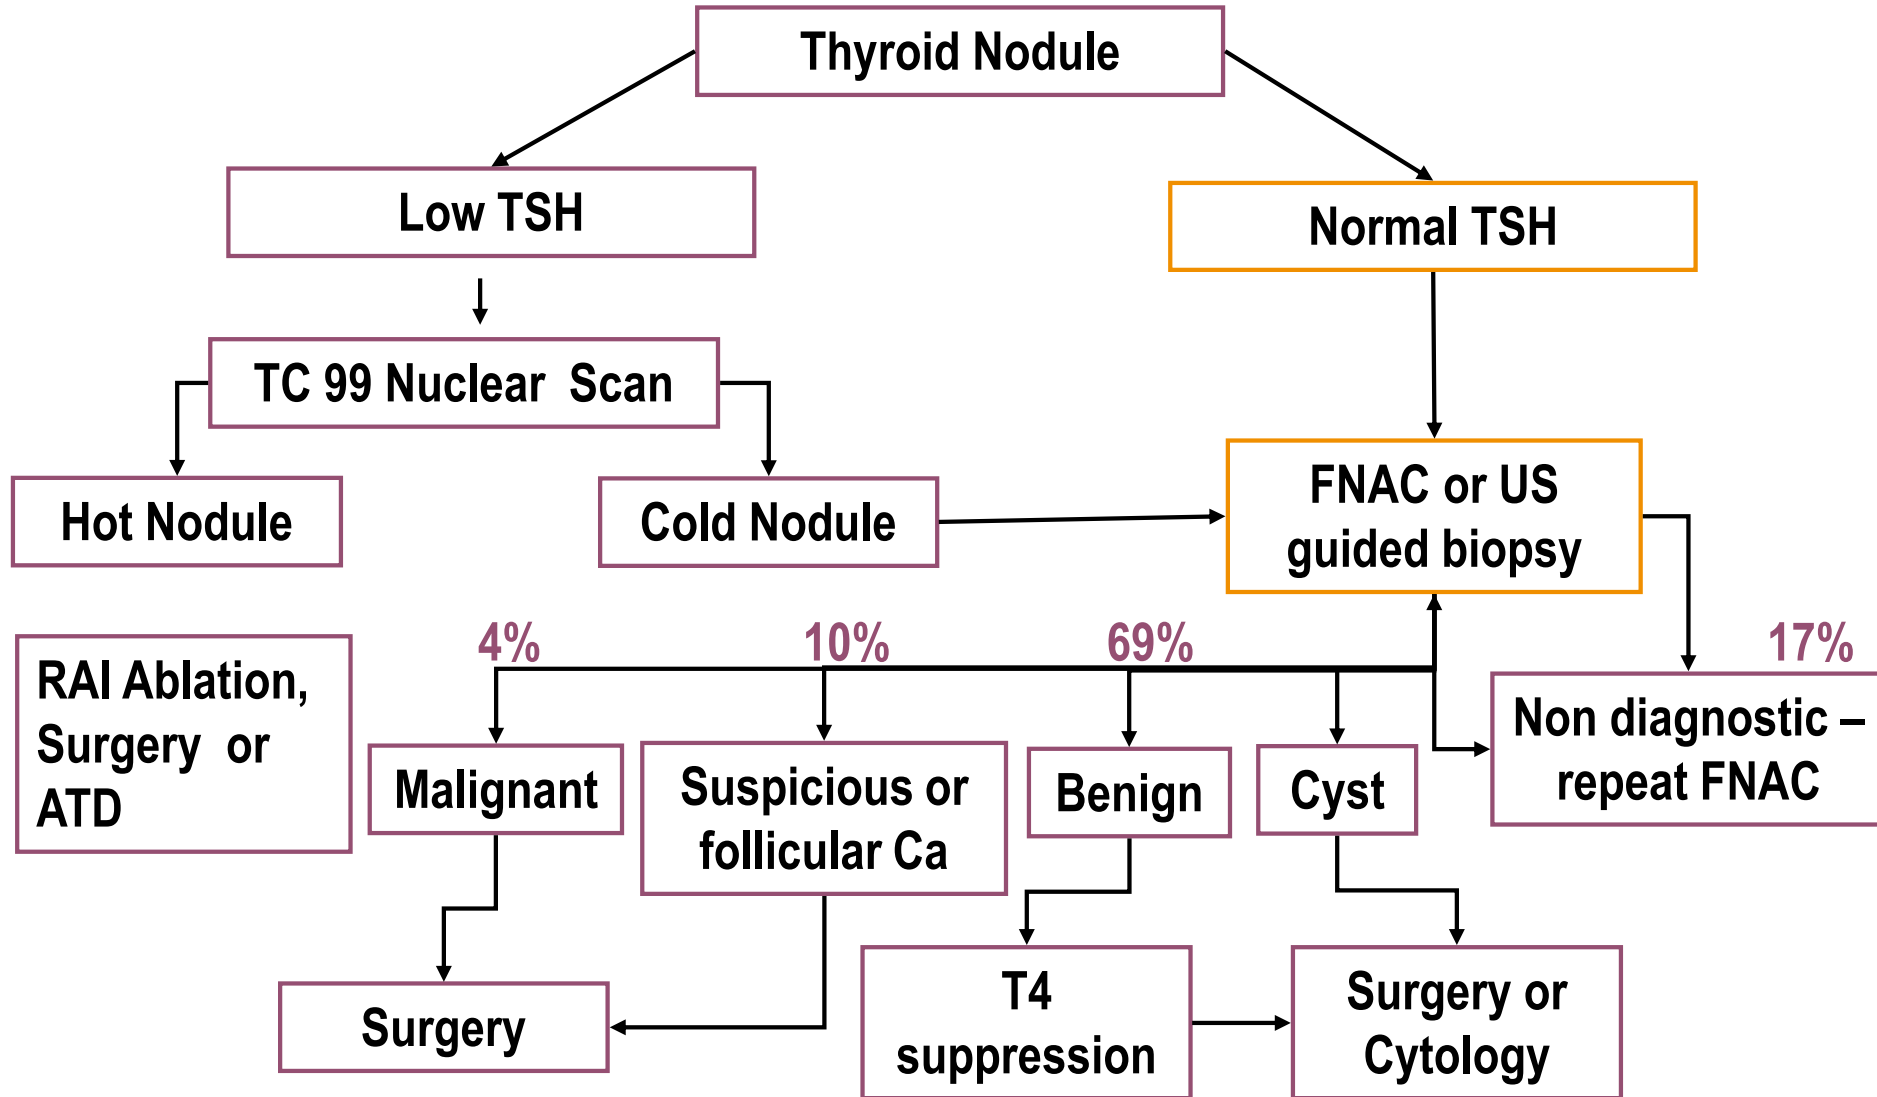 Thyroid Nodule
Low TSH
Normal TSH
TC 99 Nuclear Scan
Hot Nodule
Cold Nodule
FNAC or US
guided biopsy
4%
10%
69%
17%
RAI Ablation,
Surgery or
ATD
Malignant
Suspicious or
follicular Ca
Benign
Cyst
Non diagnostic –
repeat FNAC
Surgery
T4
suppression
Surgery or
Cytology